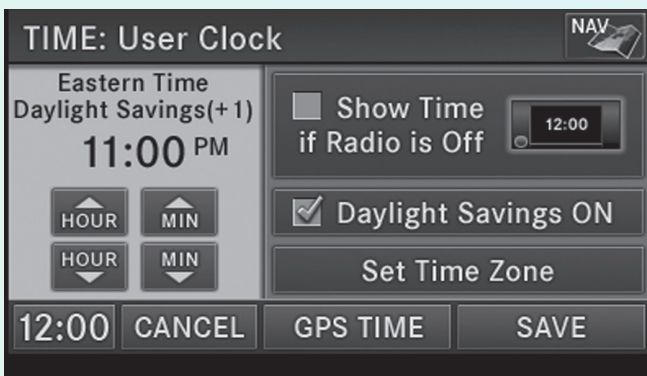 TIME: User Clock
NAV
Eastern Time
Daylight Savings(+1)
11:00 PM
HOUR MIN
HOUR MIN
Show Time
if Radio is Off
12:00
Daylight Savings ON
Set Time Zone
12:00 CANCEL GPS TIME SAVE